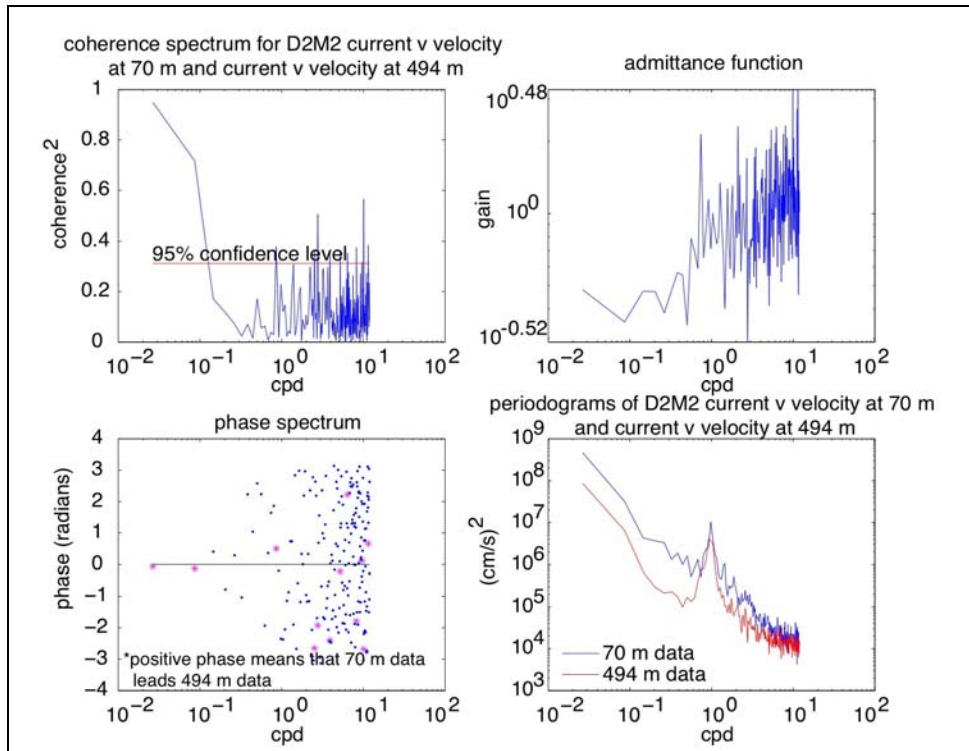 coherence spectrum for D2M2 current v velocity
at 70 m and current v velocity at 494 m
1
0.8
0.6
0.4
0.2
0
coherence²
95% confidence level
10⁻² 10⁻¹ 10⁰ 10¹ 10²
cpd
admittance function
10^0.48
10⁰
10^-0.52
gain
10⁻² 10⁻¹ 10⁰ 10¹ 10²
cpd
phase spectrum
4
3
2
1
0
-1
-2
-3
-4
phase (radians)
*positive phase means that 70 m data
leads 494 m data
10⁻² 10⁻¹ 10⁰ 10¹ 10²
cpd
periodograms of D2M2 current v velocity at 70 m
and current v velocity at 494 m
10⁹
10⁸
10⁷
10⁶
10⁵
10⁴
10³
(cm/s)²
70 m data
494 m data
10⁻² 10⁻¹ 10⁰ 10¹ 10²
cpd